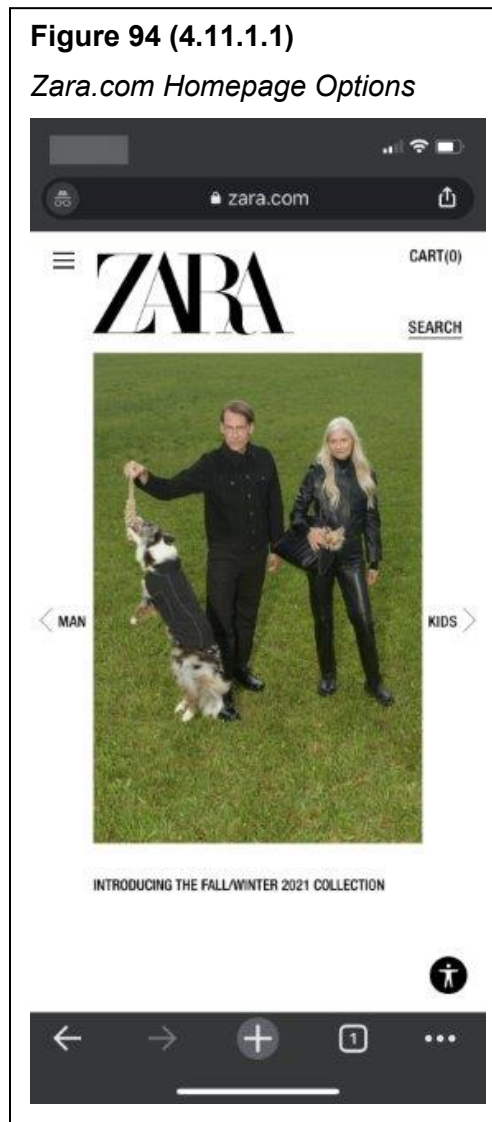 Figure 94 (4.11.1.1)
Zara.com Homepage Options
zara.com
ZARA
CART(0)
SEARCH
MAN
KIDS
INTRODUCING THE FALL/WINTER 2021 COLLECTION
1